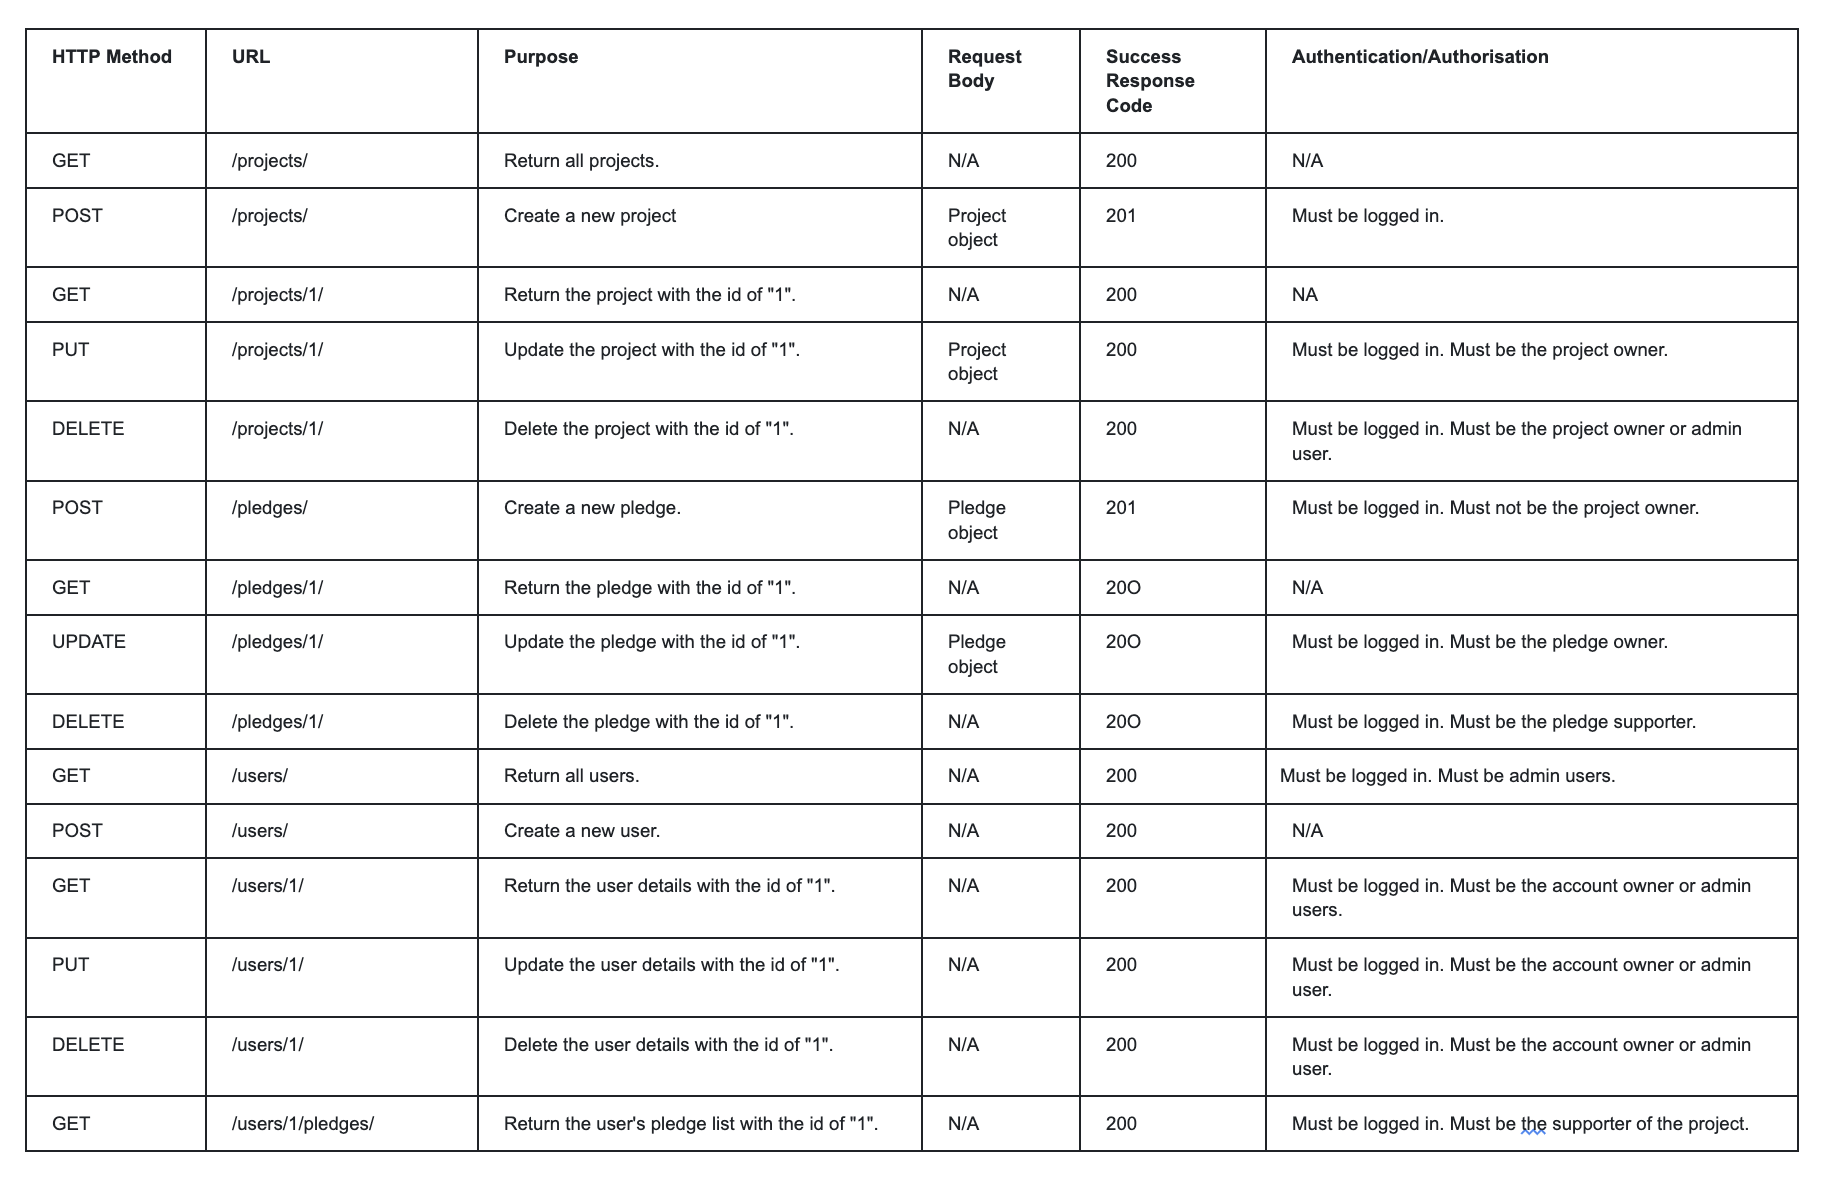 HTTP Method URL Purpose Request Body Success Response Code Authentication/Authorisation
GET /projects/ Return all projects. N/A 200 N/A
POST /projects/ Create a new project Project object 201 Must be logged in.
GET /projects/1/ Return the project with the id of "1". N/A 200 NA
PUT /projects/1/ Update the project with the id of "1". Project object 200 Must be logged in. Must be the project owner.
DELETE /projects/1/ Delete the project with the id of "1". N/A 200 Must be logged in. Must be the project owner or admin user.
POST /pledges/ Create a new pledge. Pledge object 201 Must be logged in. Must not be the project owner.
GET /pledges/1/ Return the pledge with the id of "1". N/A 20O N/A
UPDATE /pledges/1/ Update the pledge with the id of "1". Pledge object 20O Must be logged in. Must be the pledge owner.
DELETE /pledges/1/ Delete the pledge with the id of "1". N/A 20O Must be logged in. Must be the pledge supporter.
GET /users/ Return all users. N/A 200 Must be logged in. Must be admin users.
POST /users/ Create a new user. N/A 200 N/A
GET /users/1/ Return the user details with the id of "1". N/A 200 Must be logged in. Must be the account owner or admin users.
PUT /users/1/ Update the user details with the id of "1". N/A 200 Must be logged in. Must be the account owner or admin user.
DELETE /users/1/ Delete the user details with the id of "1". N/A 200 Must be logged in. Must be the account owner or admin user.
GET /users/1/pledges/ Return the user's pledge list with the id of "1". N/A 200 Must be logged in. Must be the supporter of the project.